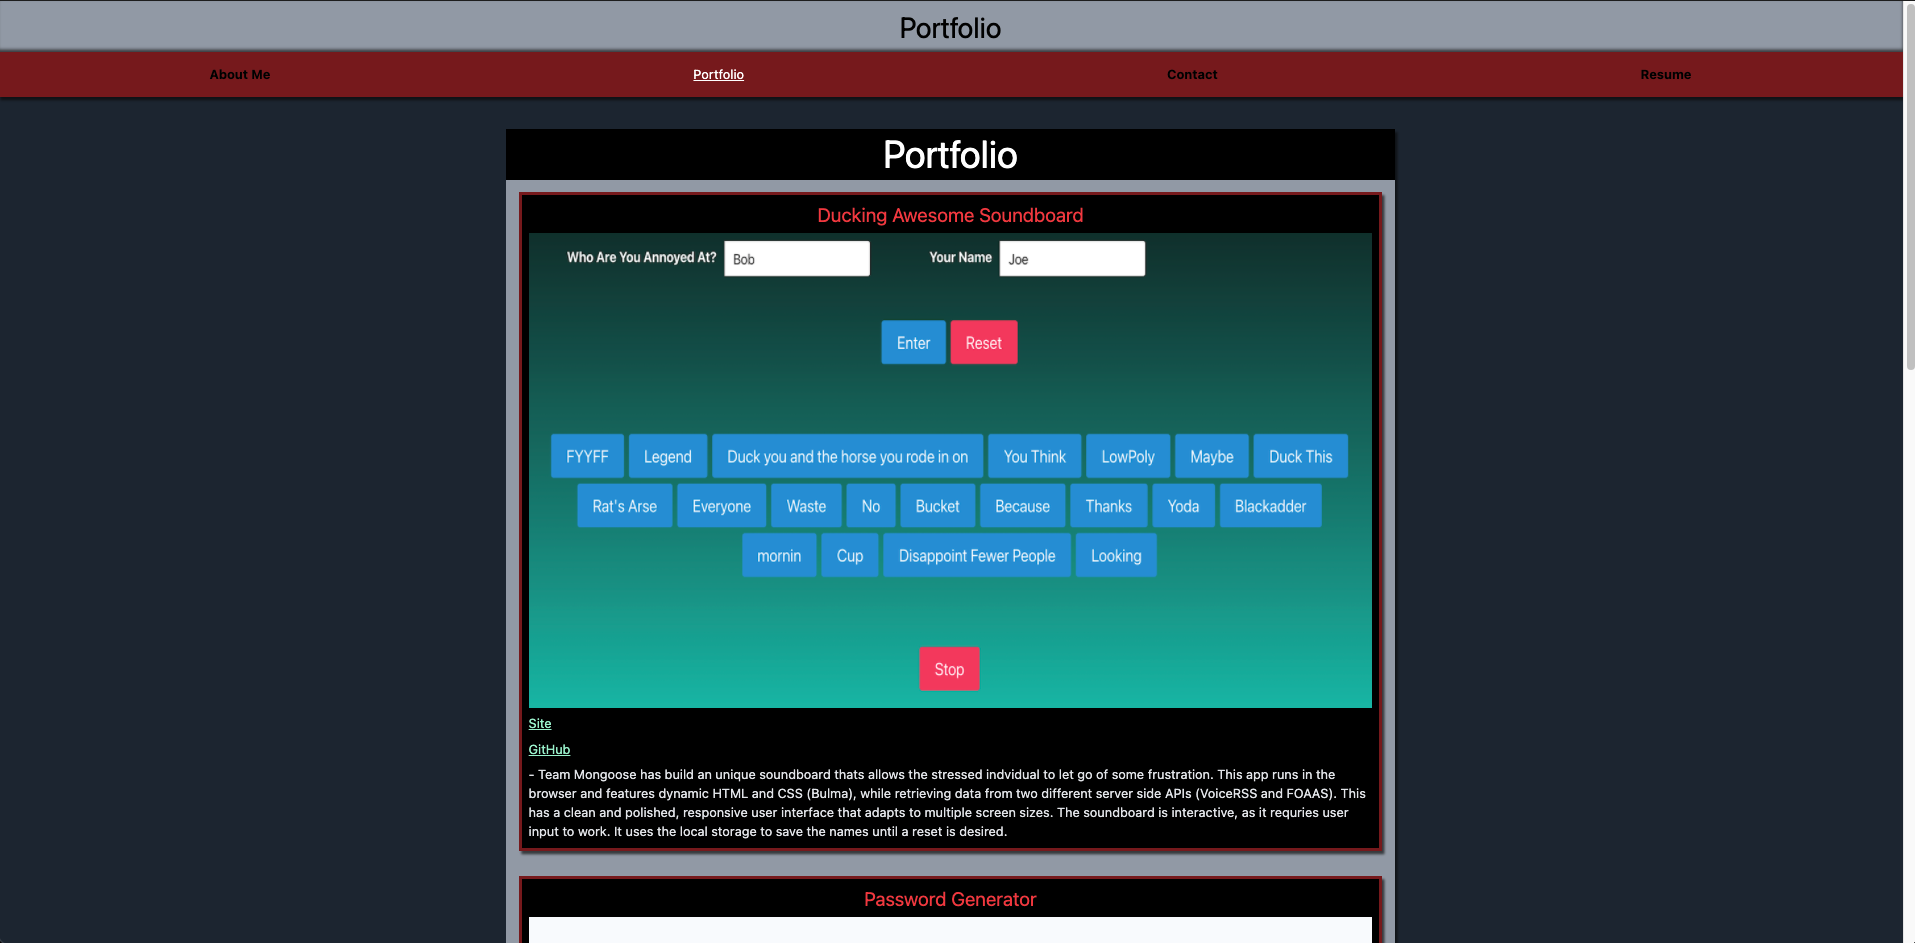 Portfolio
About Me Portfolio Contact Resume
Portfolio
Ducking Awesome Soundboard
Who Are You Annoyed At? Bob Your Name Joe
Enter Reset
FYYFF Legend Duck you and the horse you rode in on You Think LowPoly Maybe Duck This
Rat's Arse Everyone Waste No Bucket Because Thanks Yoda Blackadder
mornin Cup Disappoint Fewer People Looking
Stop
Site
GitHub
- Team Mongoose has build an unique soundboard thats allows the stressed indvidual to let go of some frustration. This app runs in the
browser and features dynamic HTML and CSS (Bulma), while retrieving data from two different server side APIs (VoiceRSS and FOAAS). This
has a clean and polished, responsive user interface that adapts to multiple screen sizes. The soundboard is interactive, as it requries user
input to work. It uses the local storage to save the names until a reset is desired.
Password Generator